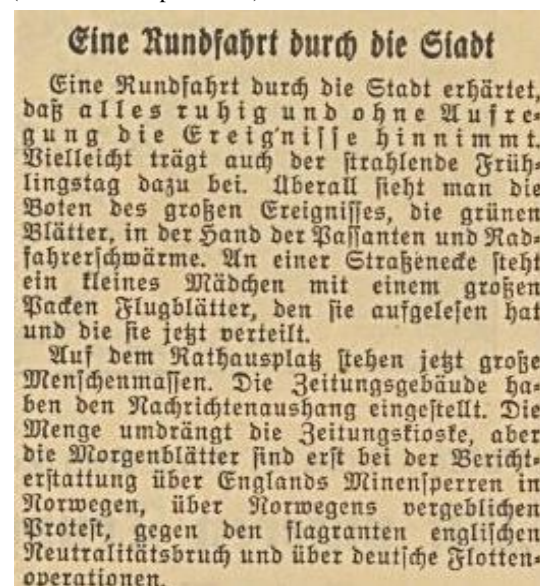 Eine Rundfahrt durch die Stadt
Eine Rundfahrt durch die Stadt erhärtet,
daß alles ruhig und ohne Aufre-
gung die Ereignisse hinnimmt.
Vielleicht trägt auch der strahlende Früh-
lingstag dazu bei. Überall sieht man die
Boten des großen Ereignisses, die grünen
Blätter, in der Hand der Passanten und Rad-
fahrerschwärme. An einer Straßenecke steht
ein kleines Mädchen mit einem großen
Packen Flugblätter, den sie aufgelesen hat
und die sie jetzt verteilt.
Auf dem Rathausplatz stehen jetzt große
Menschenmassen. Die Zeitungsgebäude ha-
ben den Nachrichtenaushang eingestellt. Die
Menge umdrängt die Zeitungskioske, aber
die Morgenblätter sind erst bei der Bericht-
erstattung über Englands Minensperren in
Norwegen, über Norwegens vergeblichen
Protest, gegen den flagranten englischen
Neutralitätsbruch und über deutsche Flotten-
operationen.